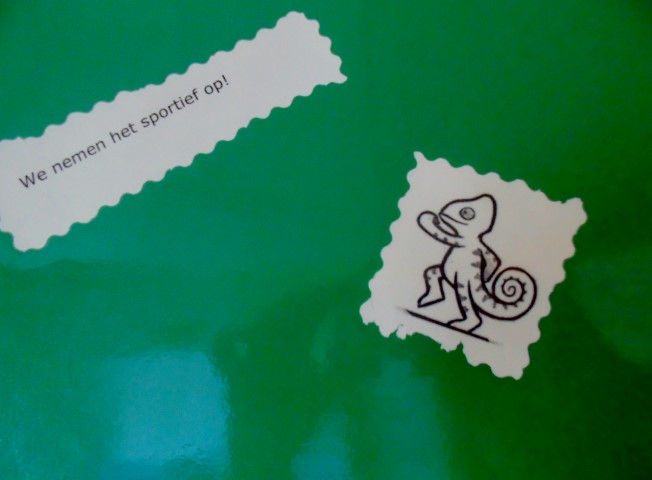 We nemen het sportief op!